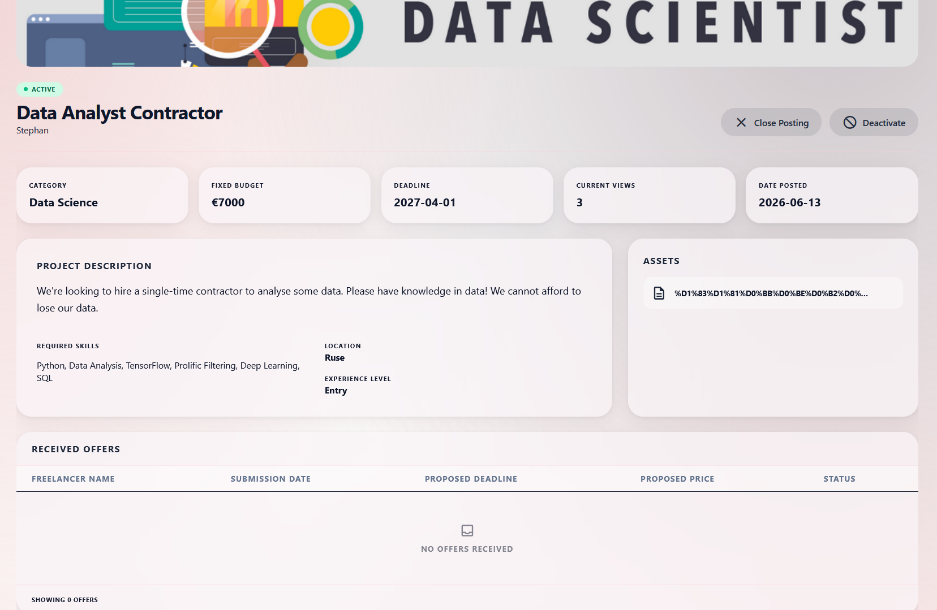 DATA SCIENTIST
ACTIVE
Data Analyst Contractor
Stephan
Close Posting
Deactivate
CATEGORY
Data Science
FIXED BUDGET
€7000
DEADLINE
2027-04-01
CURRENT VIEWS
3
DATE POSTED
2026-06-13
PROJECT DESCRIPTION
We're looking to hire a single-time contractor to analyse some data. Please have knowledge in data! We cannot afford to
lose our data.
REQUIRED SKILLS
Python, Data Analysis, TensorFlow, Prolific Filtering, Deep Learning,
SQL
LOCATION
Ruse
EXPERIENCE LEVEL
Entry
ASSETS
%D1%83%D1%81%D0%BB%D0%BE%D0%B2%D0%...
RECEIVED OFFERS
FREELANCER NAME
SUBMISSION DATE
PROPOSED DEADLINE
PROPOSED PRICE
STATUS
NO OFFERS RECEIVED
SHOWING 0 OFFERS